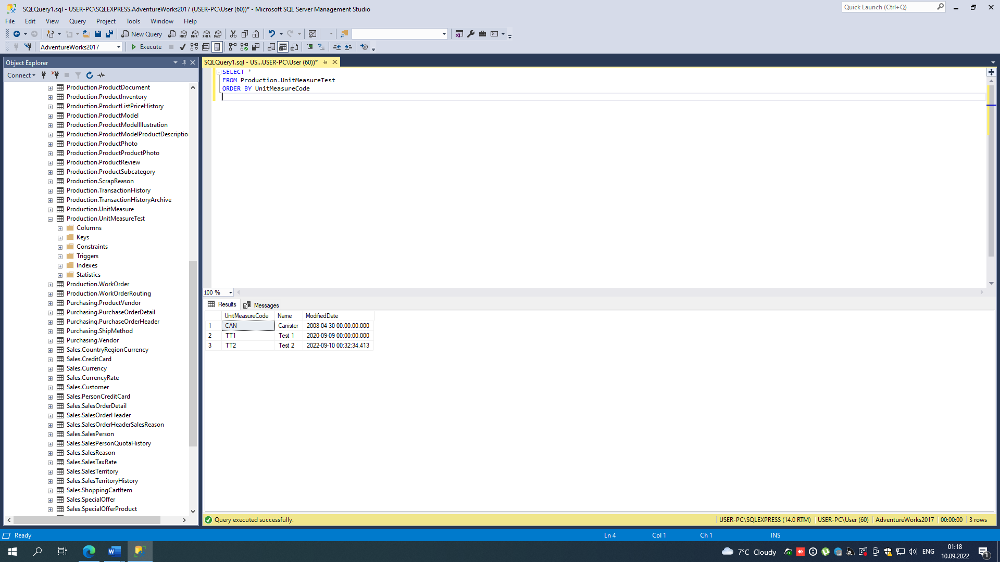 SQLQuery1.sql - USER-PC\SQLEXPRESS.AdventureWorks2017 (USER-PC\User (60))* - Microsoft SQL Server Management Studio
Quick Launch (Ctrl+Q)
File Edit View Query Project Tools Window Help
New Query
AdventureWorks2017 Execute
Object Explorer
SQLQuery1.sql - US...USER-PC\User (60))*
Connect
SELECT *
FROM Production.UnitMeasureTest
ORDER BY UnitMeasureCode
Production.ProductDocument
Production.ProductInventory
Production.ProductListPriceHistory
Production.ProductModel
Production.ProductModelIllustration
Production.ProductModelProductDescriptio
Production.ProductPhoto
Production.ProductProductPhoto
Production.ProductReview
Production.ProductSubcategory
Production.ScrapReason
Production.TransactionHistory
Production.TransactionHistoryArchive
Production.UnitMeasure
Production.UnitMeasureTest
Columns
Keys
Constraints
Triggers
Indexes
Statistics
Production.WorkOrder
Production.WorkOrderRouting
Purchasing.ProductVendor
Purchasing.PurchaseOrderDetail
Purchasing.PurchaseOrderHeader
Purchasing.ShipMethod
Purchasing.Vendor
Sales.CountryRegionCurrency
Sales.CreditCard
Sales.Currency
Sales.CurrencyRate
Sales.Customer
Sales.PersonCreditCard
Sales.SalesOrderDetail
Sales.SalesOrderHeader
Sales.SalesOrderHeaderSalesReason
Sales.SalesPerson
Sales.SalesPersonQuotaHistory
Sales.SalesReason
Sales.SalesTaxRate
Sales.SalesTerritory
Sales.SalesTerritoryHistory
Sales.ShoppingCartItem
Sales.SpecialOffer
Sales.SpecialOfferProduct
100 %
Results Messages
UnitMeasureCode Name ModifiedDate
1 CAN Canister 2008-04-30 00:00:00.000
2 TT1 Test 1 2020-09-09 00:00:00.000
3 TT2 Test 2 2022-09-10 00:32:34.413
Query executed successfully.
USER-PC\SQLEXPRESS (14.0 RTM) USER-PC\User (60) AdventureWorks2017 00:00:00 3 rows
Ready
Ln 4 Col 1 Ch 1 INS
7°C Cloudy
ENG
01:18
10.09.2022
1